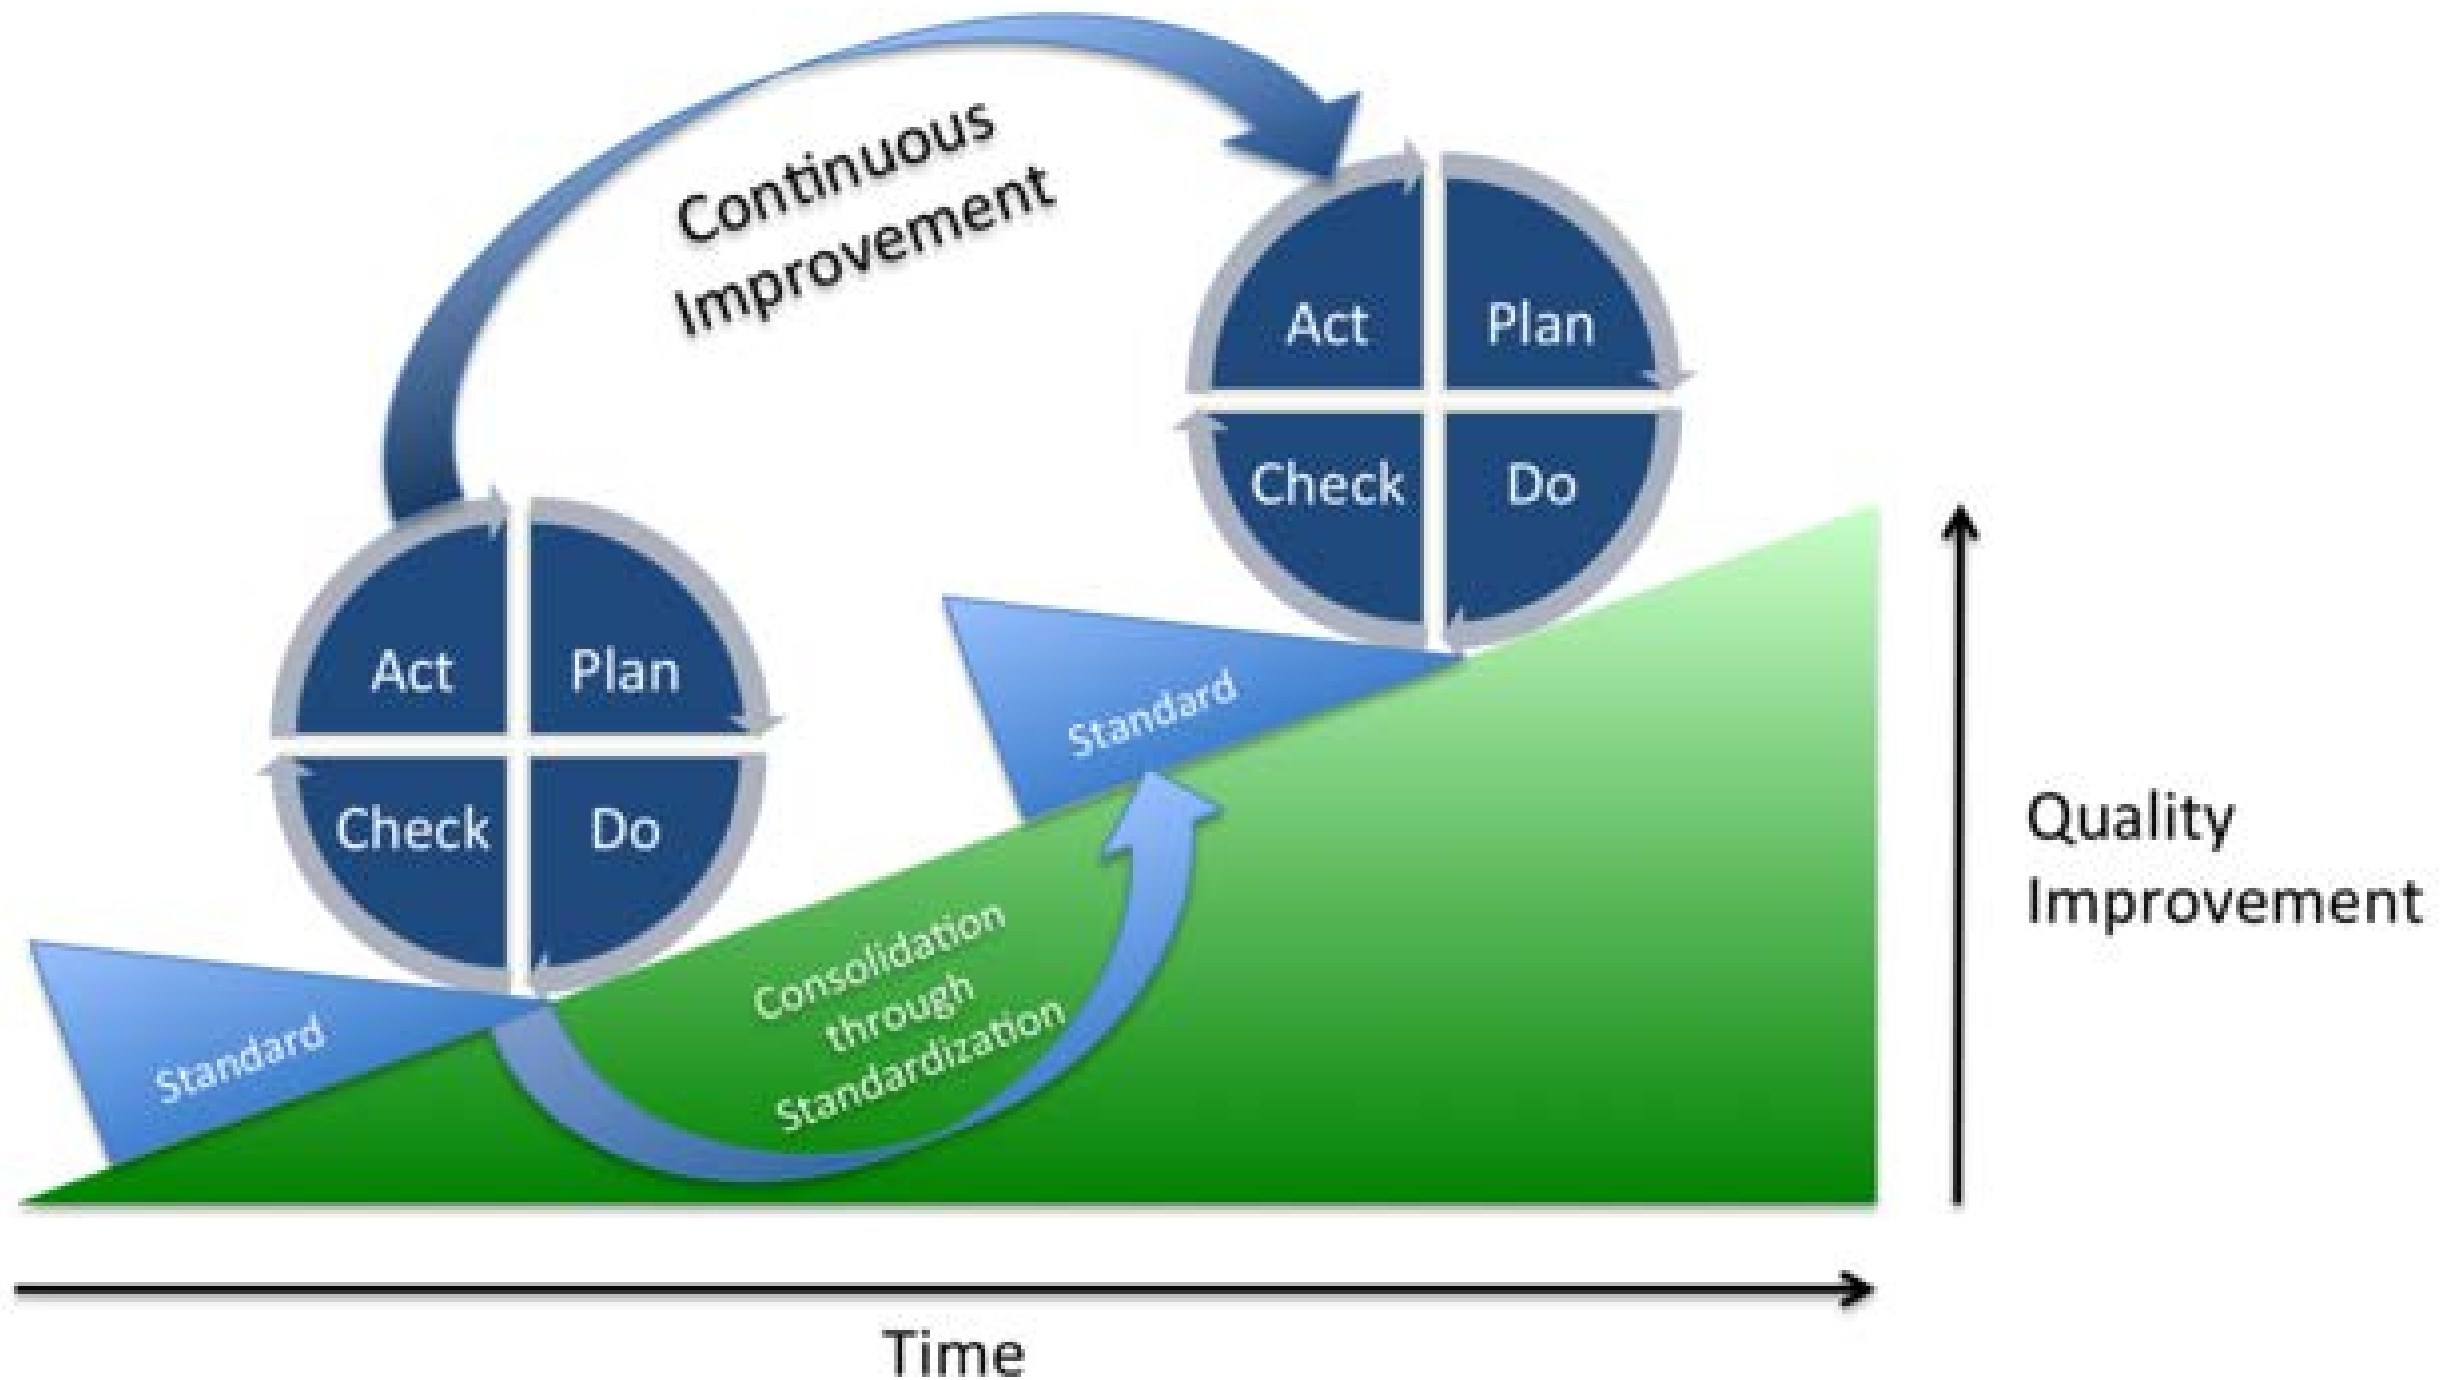 Continuous
Improvement
Act
Plan
Check
Do
Act
Plan
Check
Do
Standard
Standard
Consolidation
through
Standardization
Quality
Improvement
Time